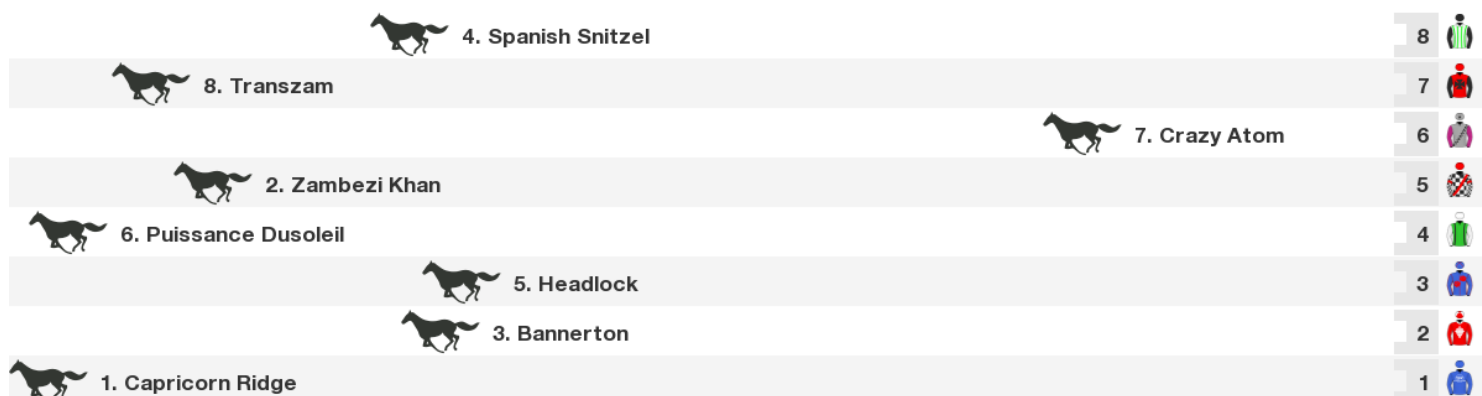 4. Spanish Snitzel 8
8. Transzam 7
7. Crazy Atom 6
2. Zambezi Khan 5
6. Puissance Dusoleil 4
5. Headlock 3
3. Bannerton 2
1. Capricorn Ridge 1